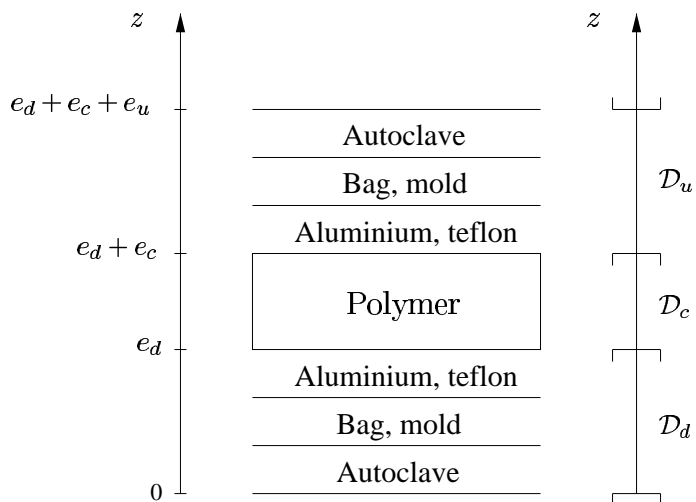 z
z
e_d + e_c + e_u
Autoclave
Bag, mold
𝒟_u
Aluminium, teflon
e_d + e_c
Polymer
𝒟_c
e_d
Aluminium, teflon
Bag, mold
𝒟_d
Autoclave
0